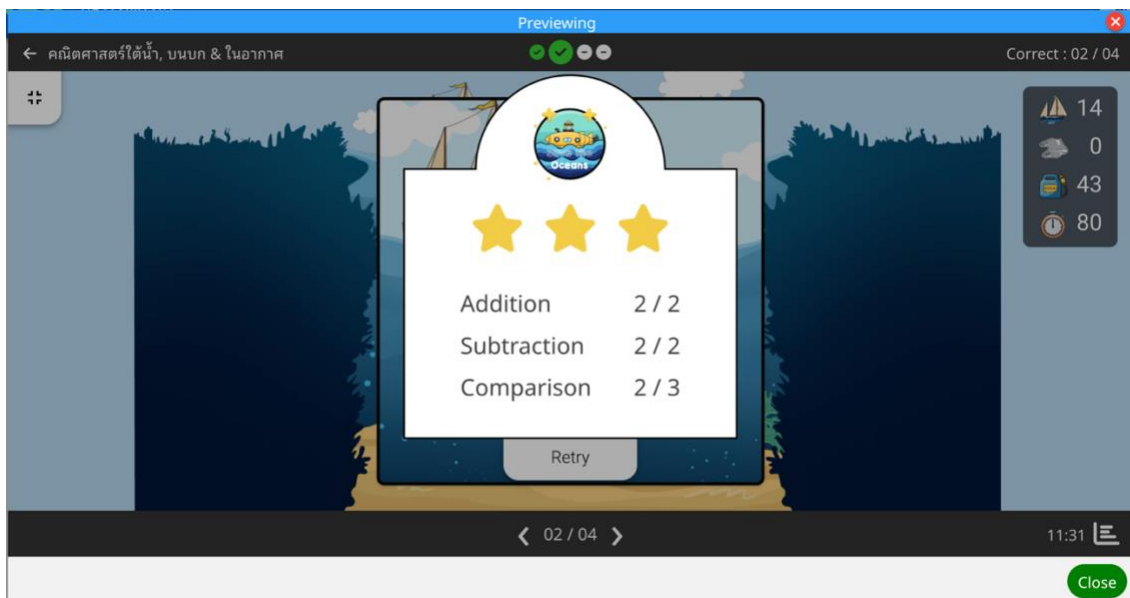 Previewing
← คณิตศาสตร์ใต้น้ำ, บนบก & ในอากาศ
Correct : 02 / 04
14
0
43
80
Oceans
Addition 2 / 2
Subtraction 2 / 2
Comparison 2 / 3
Retry
02 / 04
11:31
Close